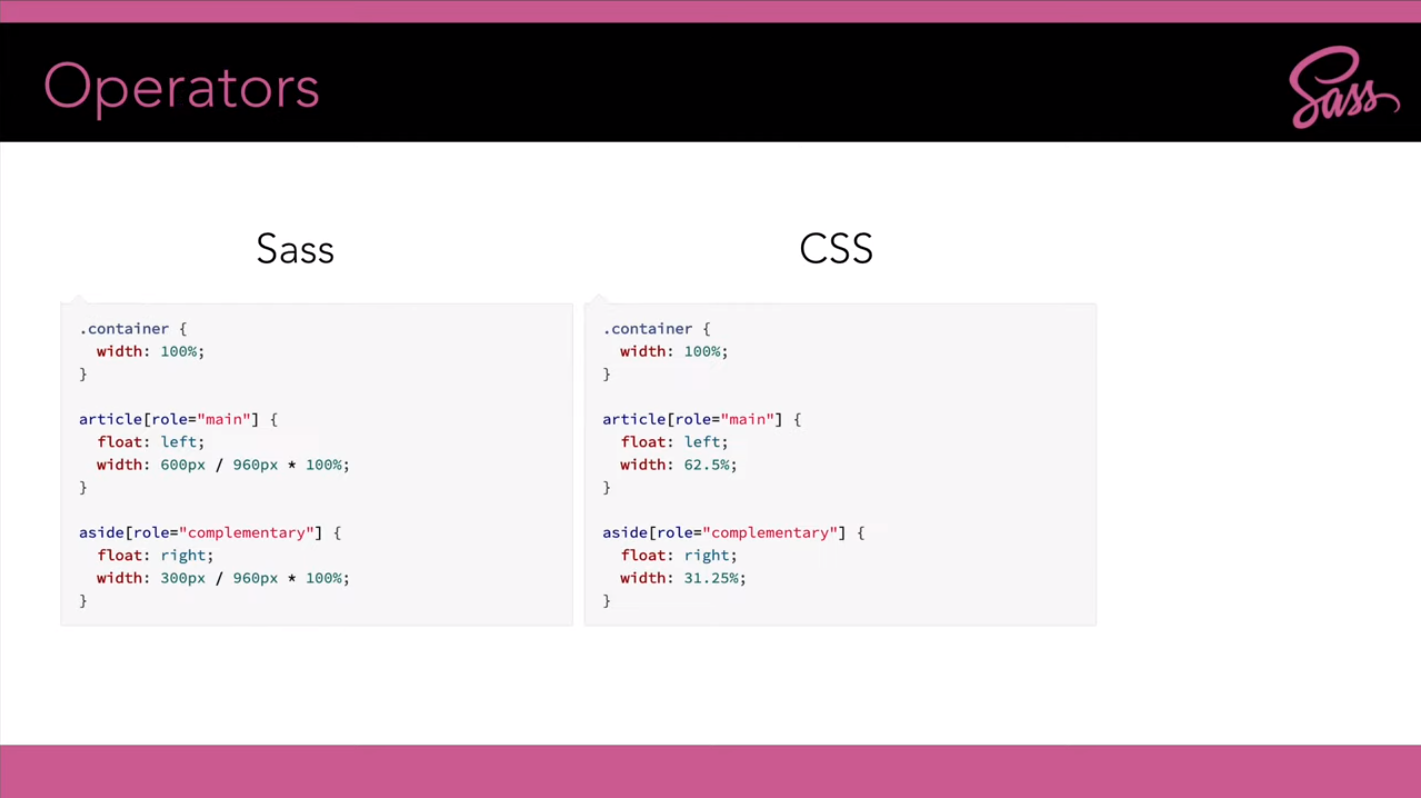 Operators
Sass
Sass
CSS
.container {
  width: 100%;
}

article[role="main"] {
  float: left;
  width: 600px / 960px * 100%;
}

aside[role="complementary"] {
  float: right;
  width: 300px / 960px * 100%;
}
.container {
  width: 100%;
}

article[role="main"] {
  float: left;
  width: 62.5%;
}

aside[role="complementary"] {
  float: right;
  width: 31.25%;
}